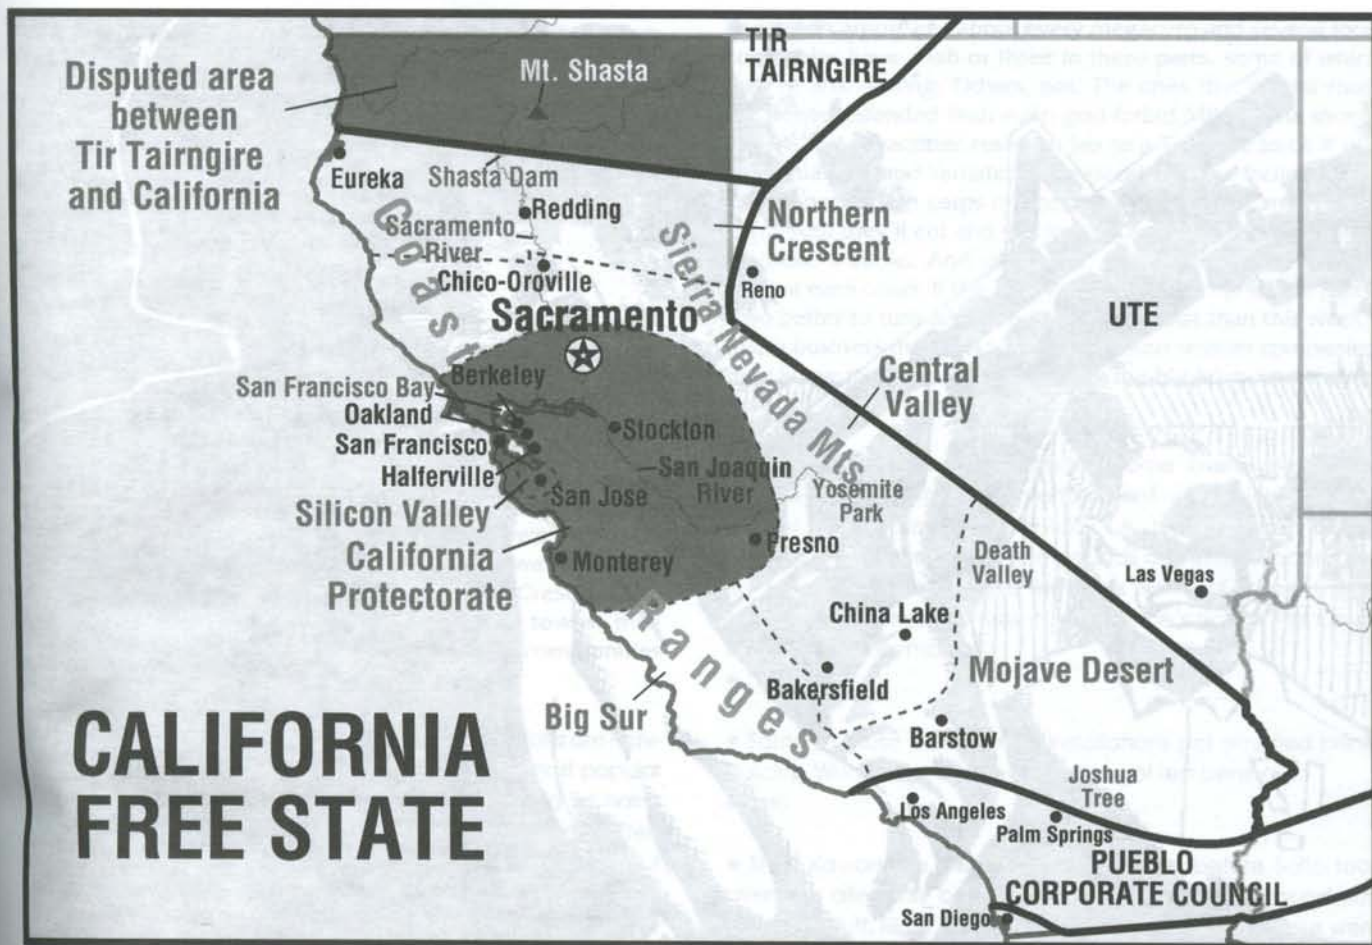 TIR
TAIRNGIRE
Disputed area
between
Tir Tairngire
and California
Mt. Shasta
Eureka
Shasta Dam
Redding
Sacramento
River
Chico-Oroville
Northern
Crescent
Reno
Sierra Nevada Mts
UTE
Sacramento
Coast Ranges
Central
Valley
Berkeley
San Francisco Bay
Oakland
San Francisco
Halferville
Stockton
San Joaquin
River
San Jose
Silicon Valley
Yosemite
Park
California
Protectorate
Monterey
Fresno
Death
Valley
Las Vegas
China Lake
Mojave Desert
Bakersfield
Big Sur
Barstow
CALIFORNIA
FREE STATE
Joshua
Tree
Los Angeles
Palm Springs
PUEBLO
CORPORATE COUNCIL
San Diego